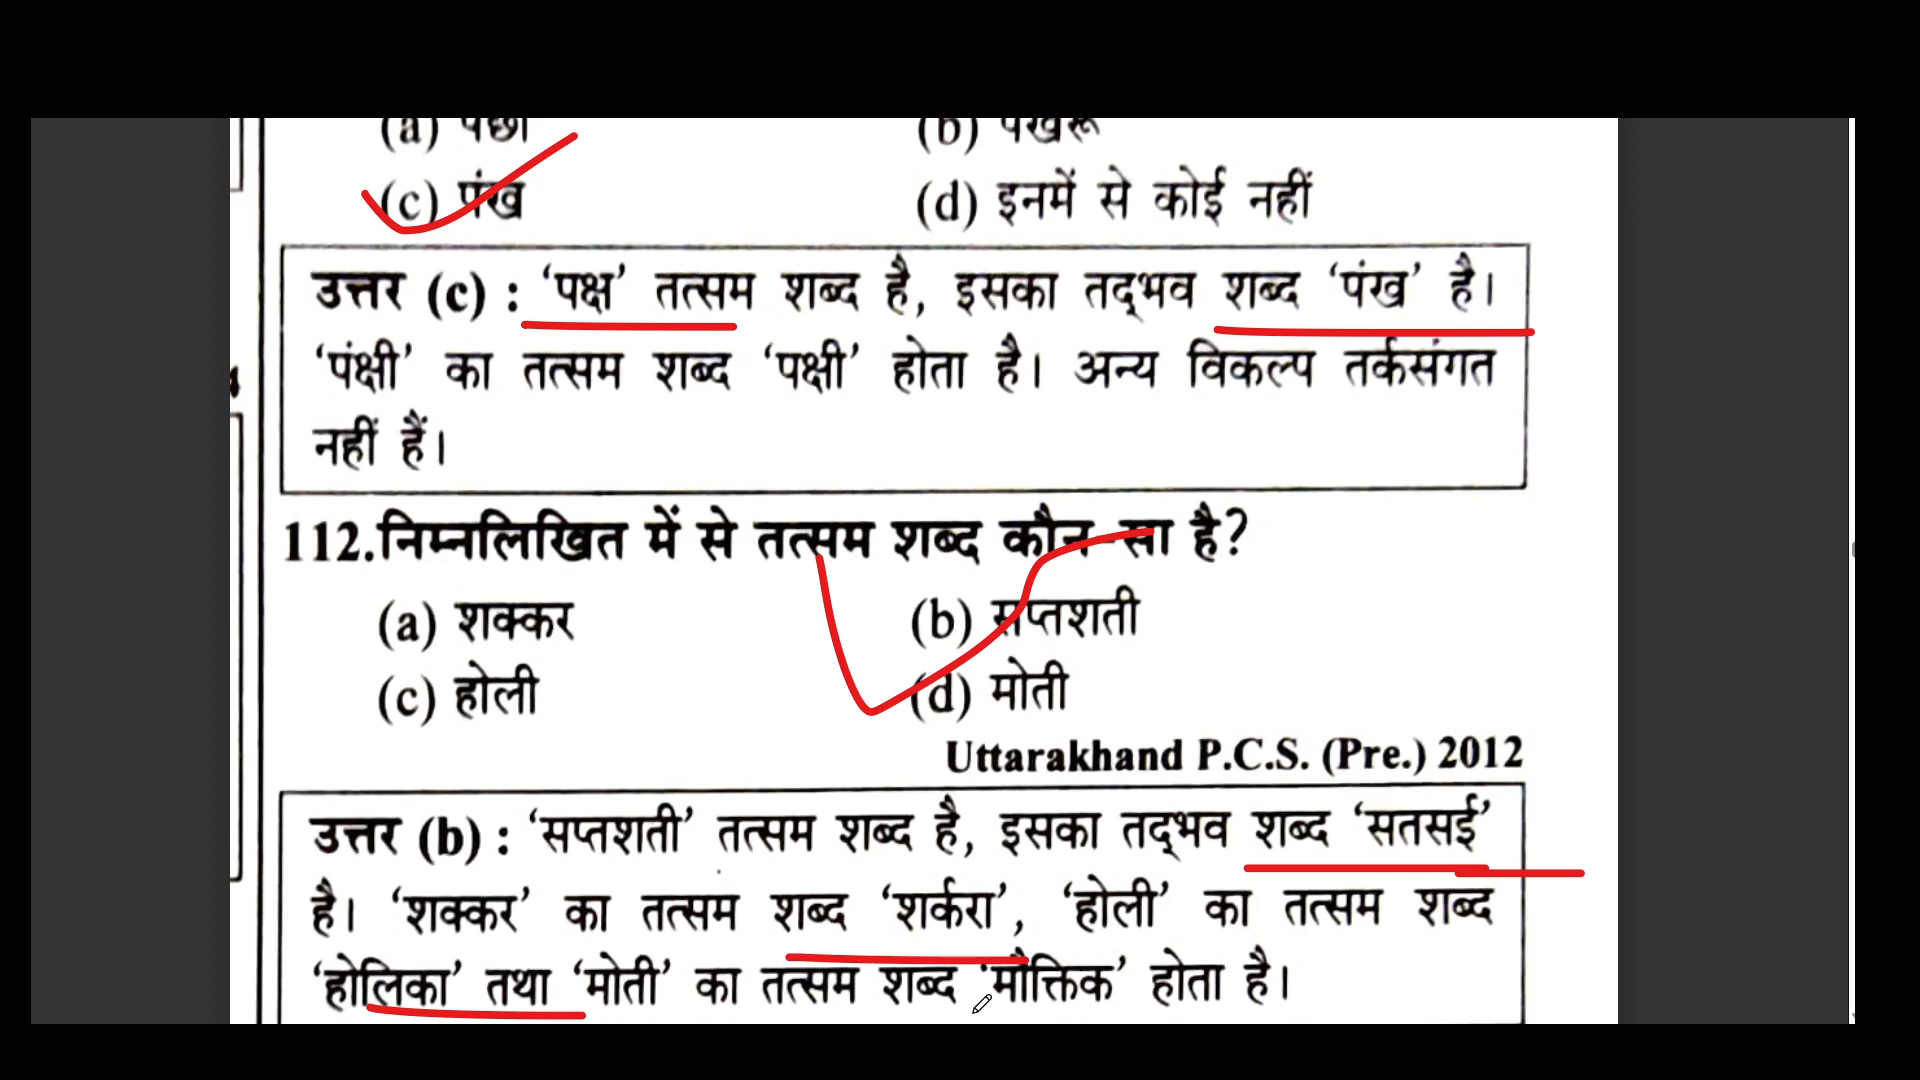 (a) पंछी (b) पखेरू
(c) पंख (d) इनमें से कोई नहीं
उत्तर (c) : ‘पक्ष’ तत्सम शब्द है, इसका तद्भव शब्द ‘पंख’ है।
‘पंक्षी’ का तत्सम शब्द ‘पक्षी’ होता है। अन्य विकल्प तर्कसंगत
नहीं हैं।
112.निम्नलिखित में से तत्सम शब्द कौन-सा है?
(a) शक्कर (b) सप्तशती
(c) होली (d) मोती
Uttarakhand P.C.S. (Pre.) 2012
उत्तर (b) : ‘सप्तशती’ तत्सम शब्द है, इसका तद्भव शब्द ‘सतसई’
है। ‘शक्कर’ का तत्सम शब्द ‘शर्करा’, ‘होली’ का तत्सम शब्द
‘होलिका’ तथा ‘मोती’ का तत्सम शब्द ‘मौक्तिक’ होता है।